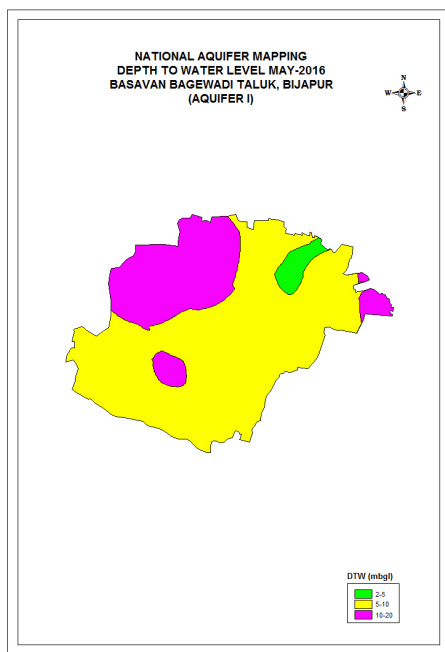 NATIONAL AQUIFER MAPPING
DEPTH TO WATER LEVEL MAY-2016
BASAVAN BAGEWADI TALUK, BIJAPUR
(AQUIFER I)
N
W E
S
DTW (mbgl)
2-5
5-10
10-20